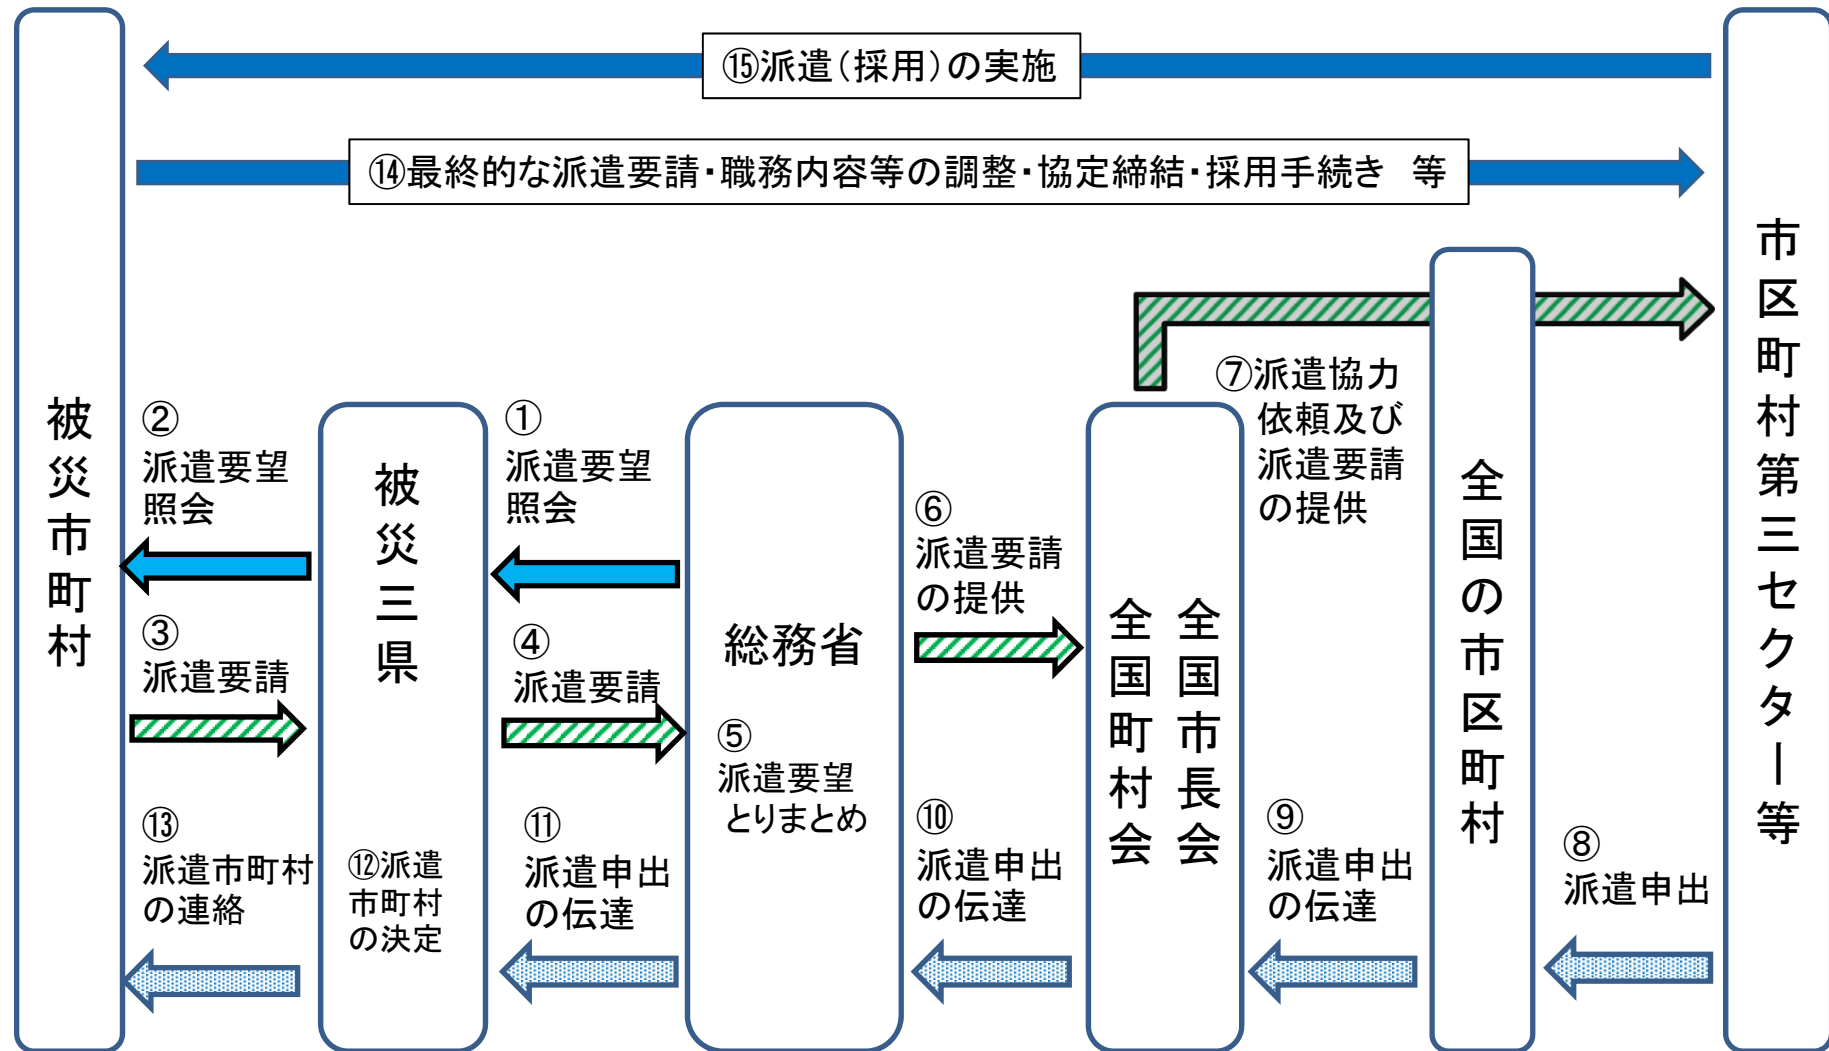 ⑮派遣(採用)の実施
⑭最終的な派遣要請・職務内容等の調整・協定締結・採用手続き 等
被災市町村
②
派遣要望
照会
③
派遣要請
⑬
派遣市町村
の連絡
被災三県
⑫派遣
市町村
の決定
①
派遣要望
照会
④
派遣要請
⑪
派遣申出
の伝達
総務省
⑤
派遣要望
とりまとめ
⑥
派遣要請
の提供
⑩
派遣申出
の伝達
全国市長会
全国町村会
⑦派遣協力
依頼及び
派遣要請
の提供
⑨
派遣申出
の伝達
全国の市区町村
⑧
派遣申出
市区町村第三セクター等